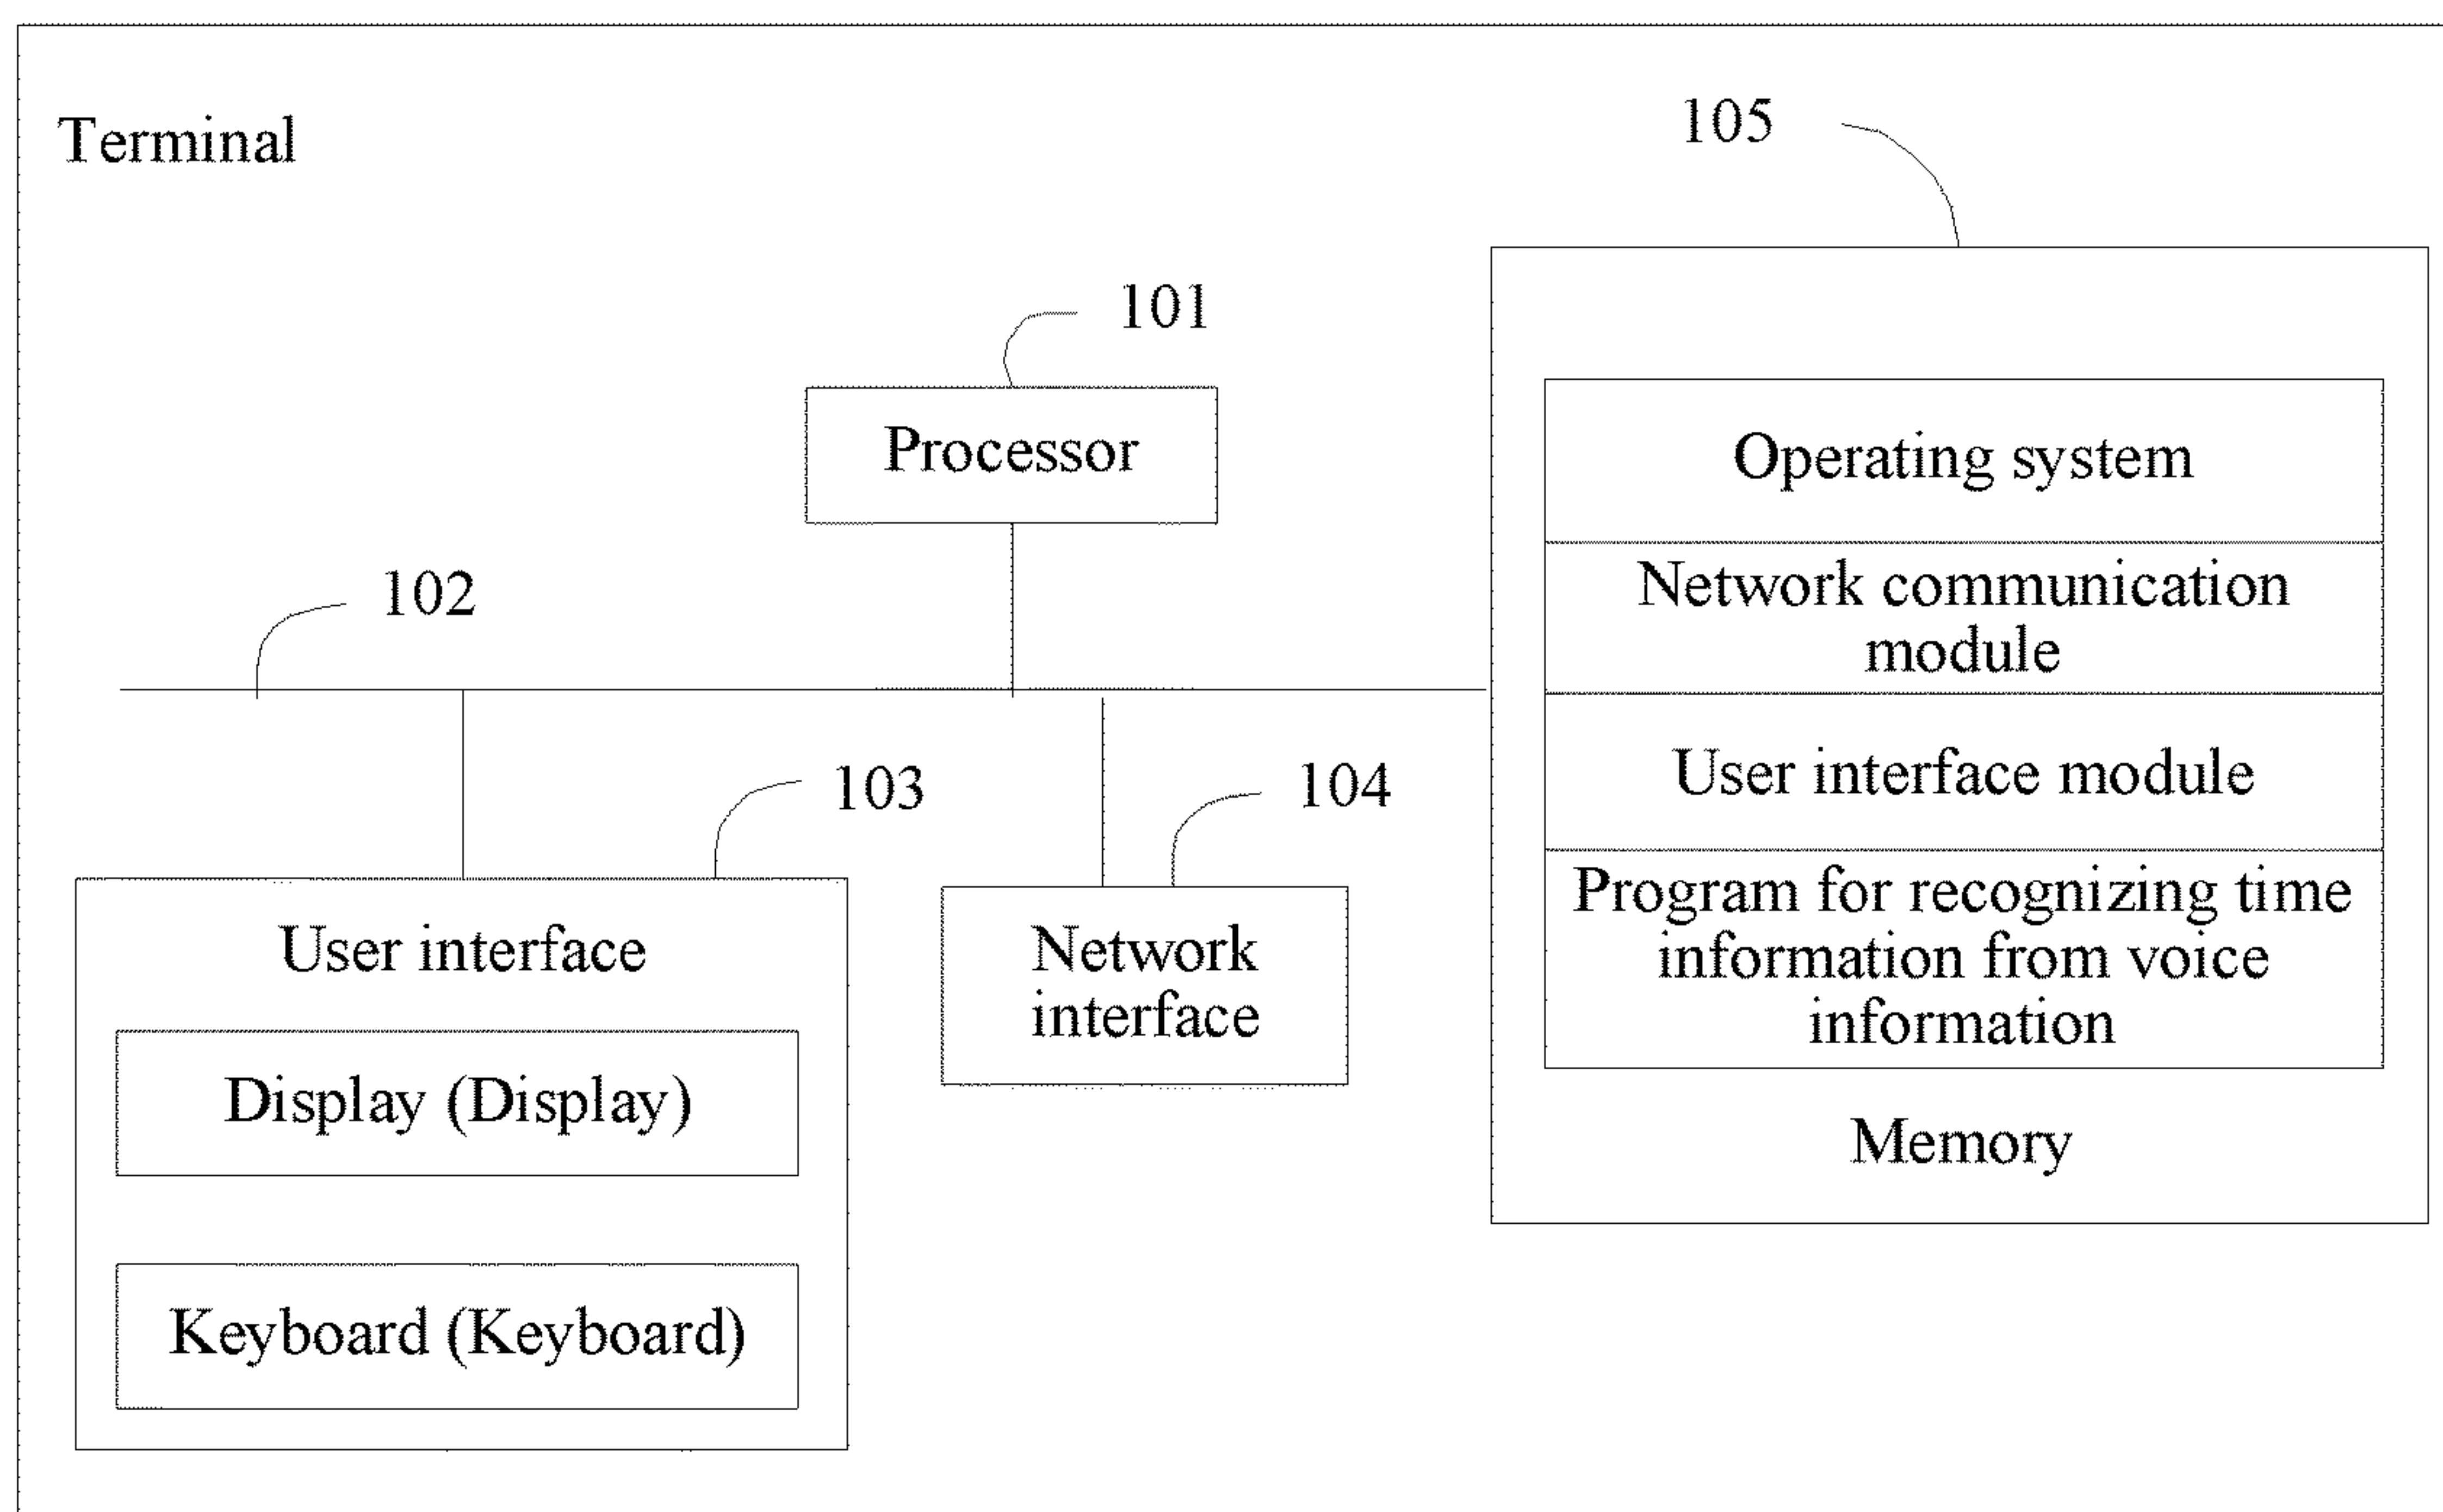 Terminal
105
101
Processor
Operating system
102
Network communication
module
User interface module
103
104
Program for recognizing time
information from voice
information
User interface
Network
interface
Display (Display)
Memory
Keyboard (Keyboard)